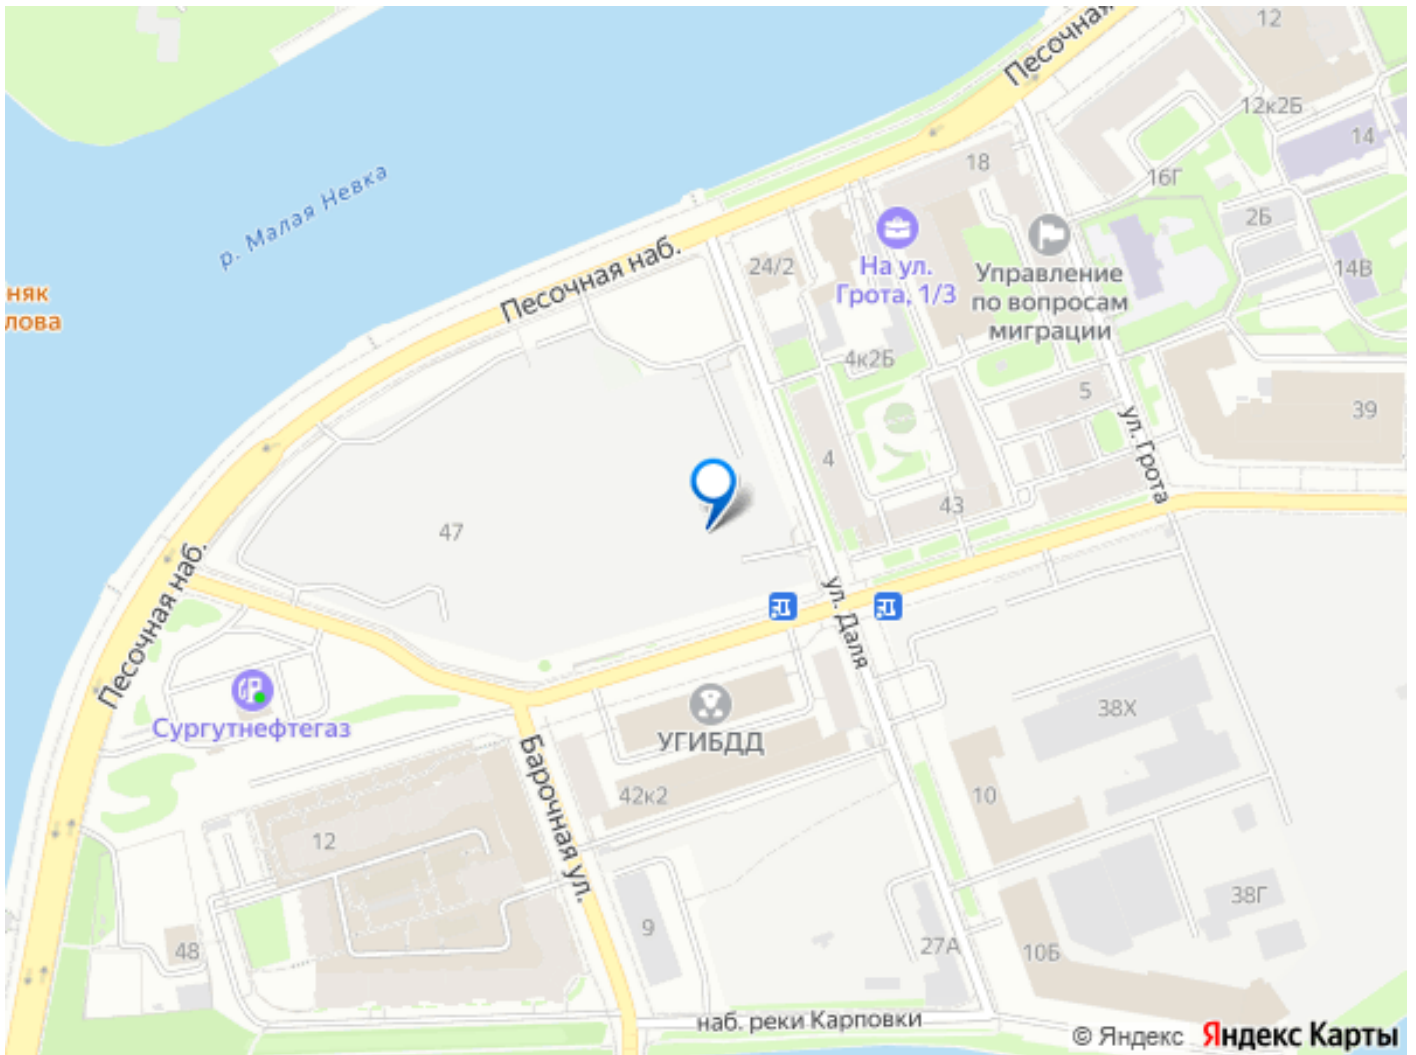 Песочная
12
12к2Б
14
18
16Г
2Б
14В
р. Малая Невка
Песочная наб.
24/2
На ул.
Грота, 1/3
Управление
по вопросам
миграции
няк
лова
4к2Б
5
39
ул. Грота
4
43
47
Песочная наб.
ул. Даля
Сургутнефтегаз
УГИБДД
38Х
Барочная ул.
42к2
10
12
38Г
9
27А
10Б
48
наб. реки Карповки
© Яндекс Яндекс Карты